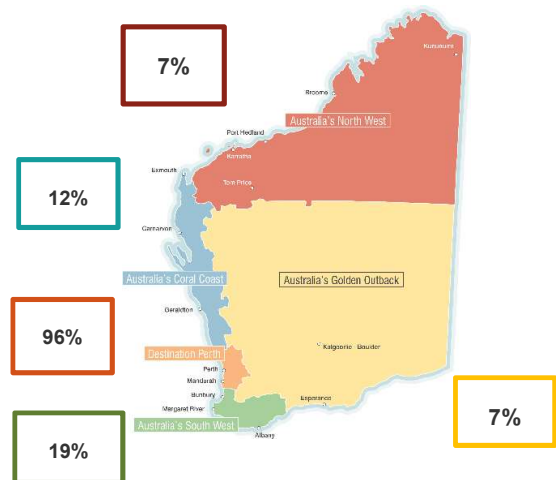 7%
Kununurra
Broome
Australia's North West
Port Hedland
Karratha
Tom Price
Exmouth
12%
Carnarvon
Australia's Coral Coast
Australia's Golden Outback
Geraldton
96%
Kalgoorlie - Boulder
Destination Perth
Perth
Mandurah
Bunbury
Esperance
Margaret River
7%
Australia's South West
Albany
19%